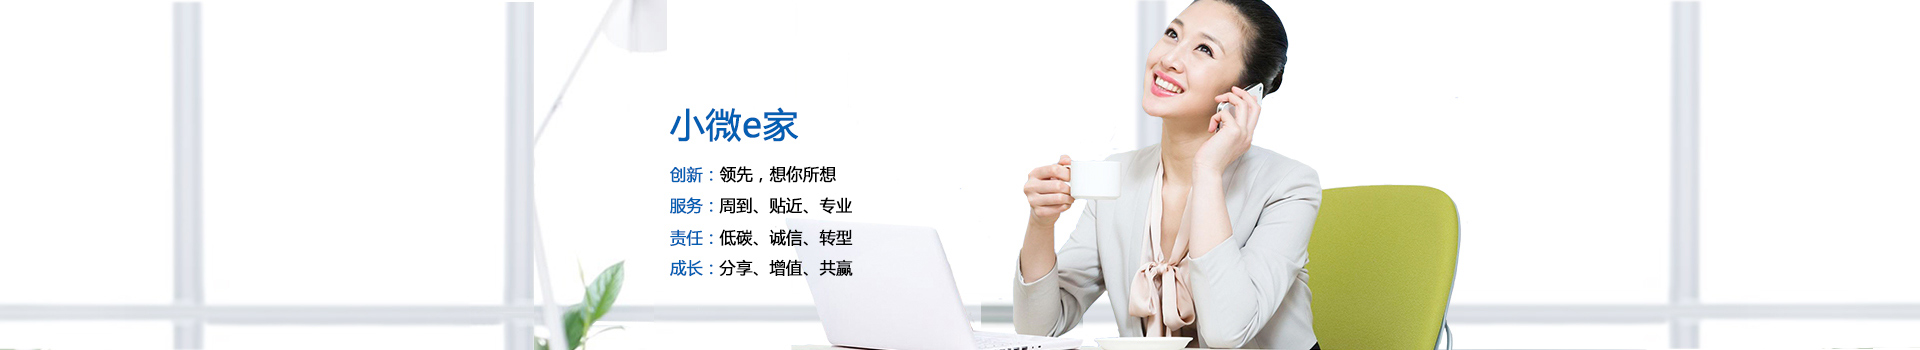 小微e家
创新：领先，想你所想
服务：周到、贴近、专业
责任：低碳、诚信、转型
成长：分享、增值、共赢